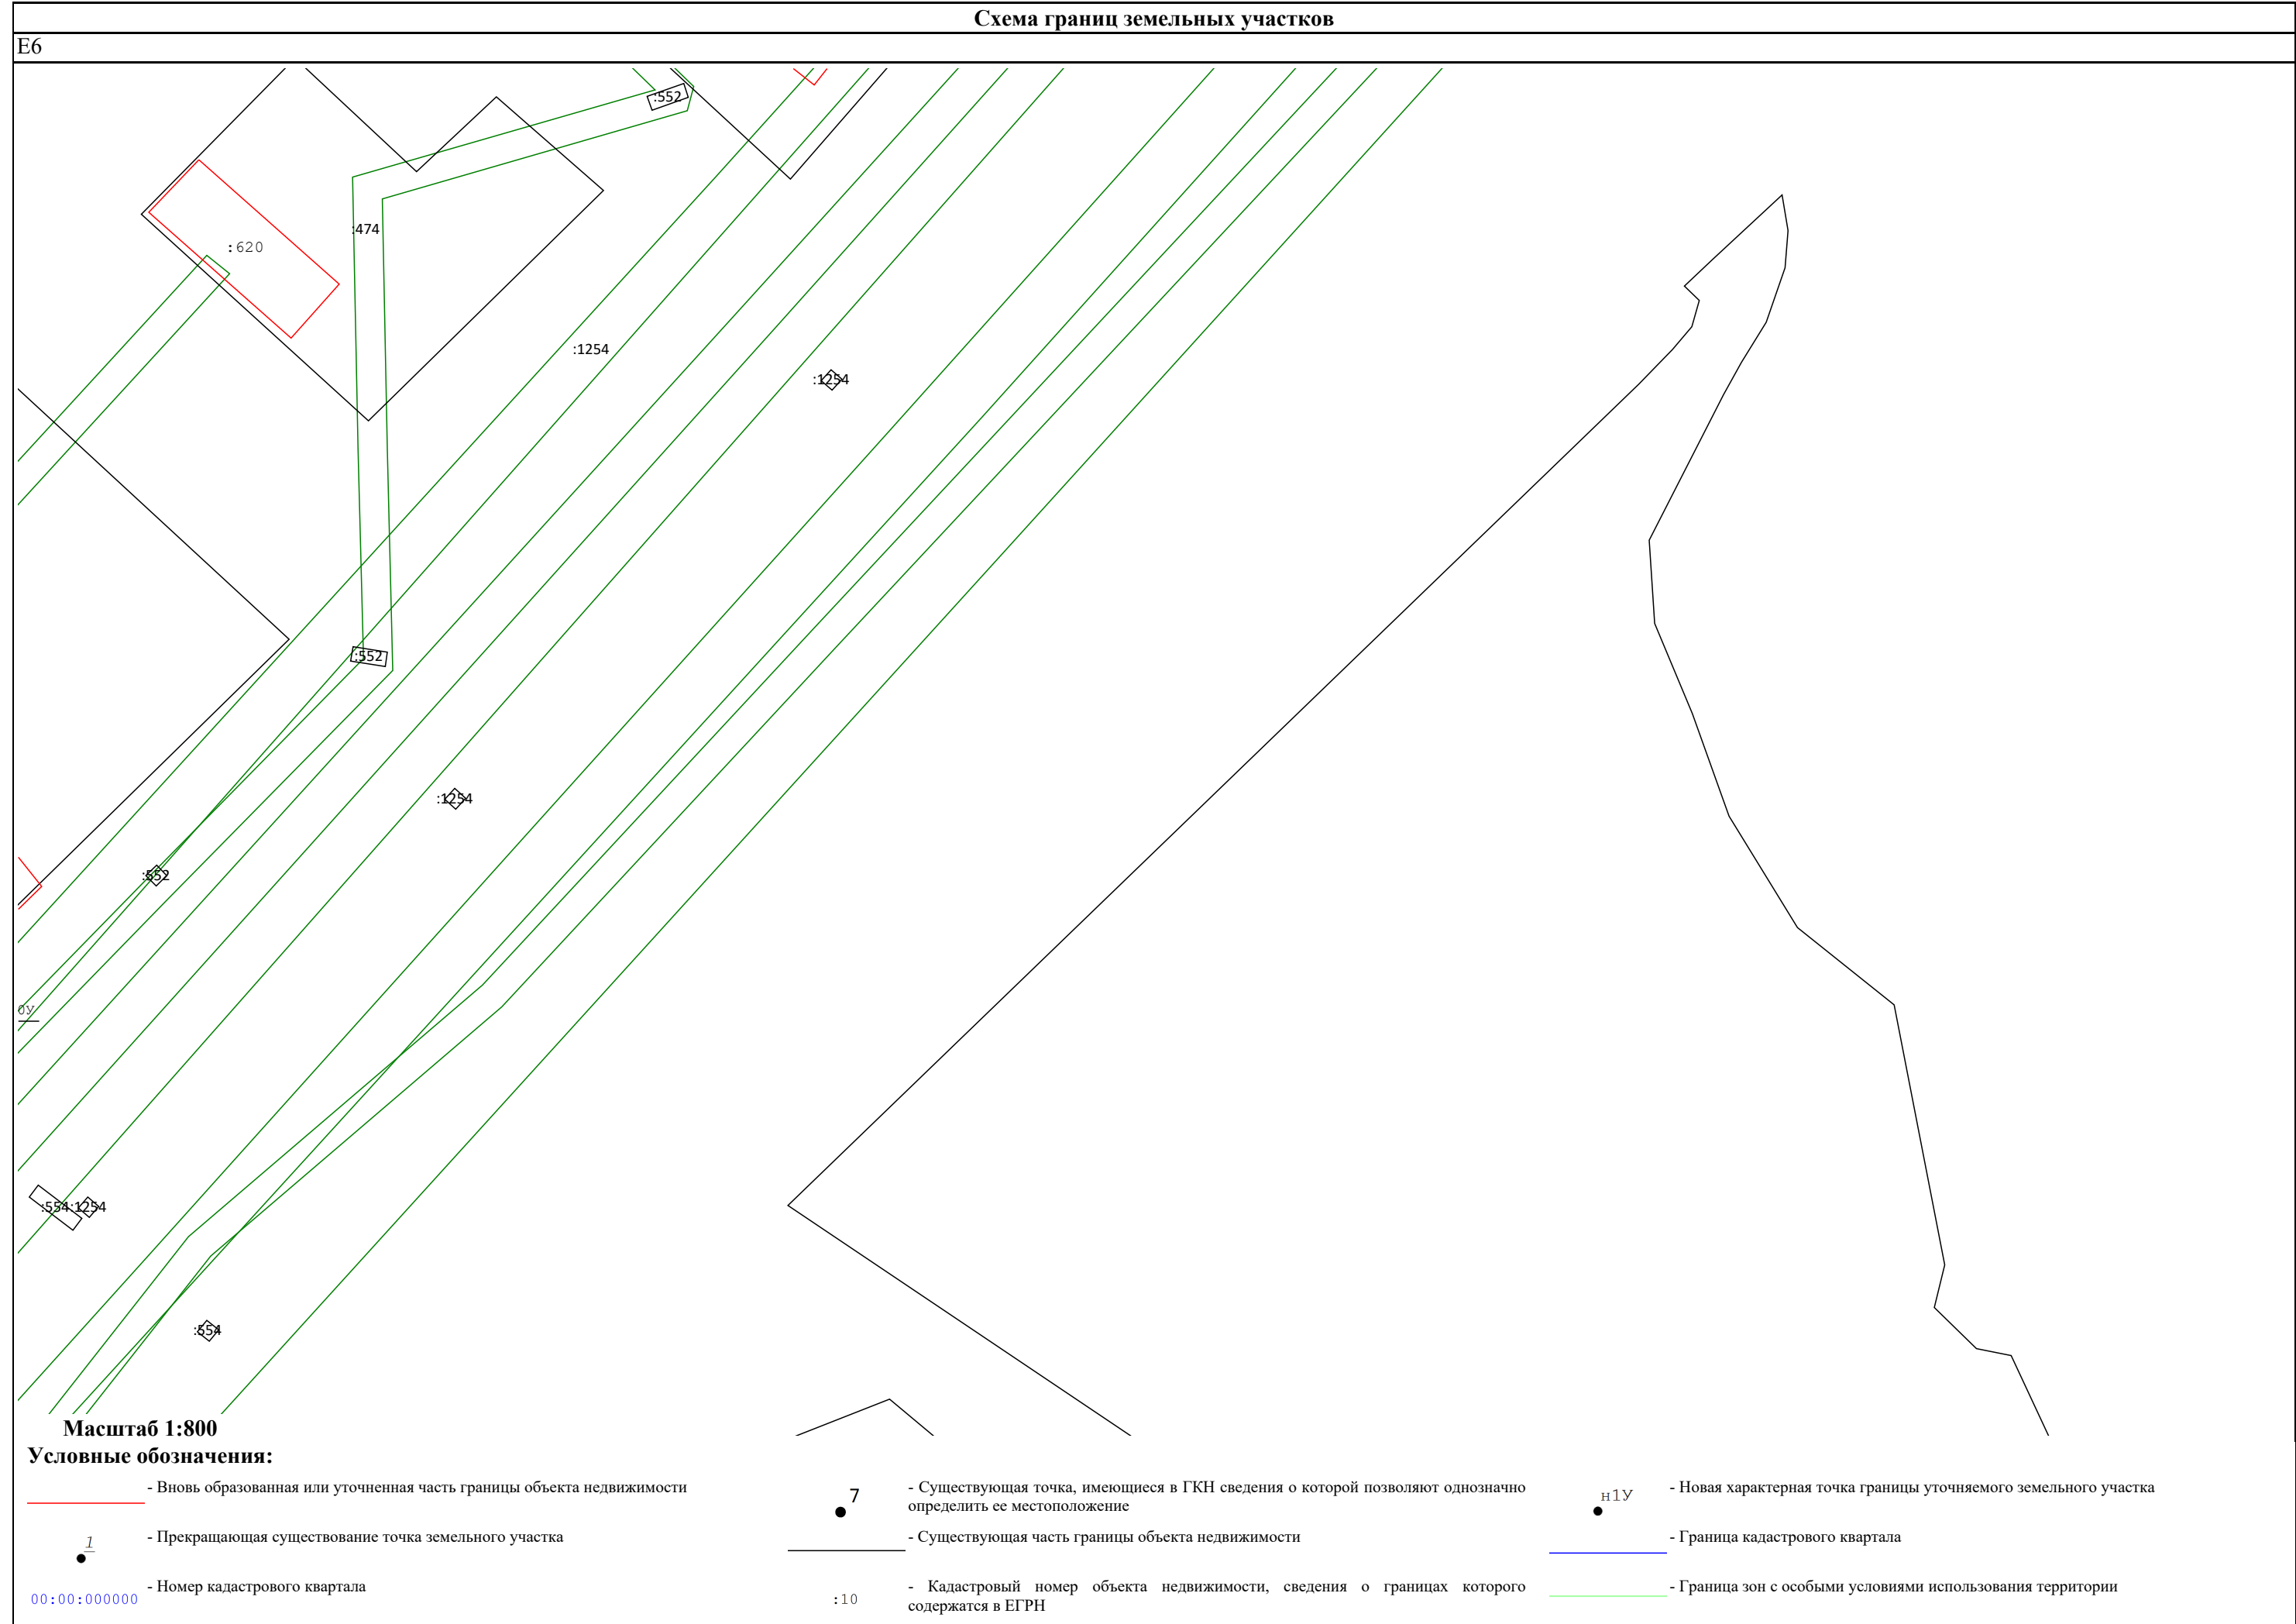 Схема границ земельных участков
Е6
:552
:474
:620
:1254
:1254
:552
:1254
:552
0У
:554 :1254
:554
Масштаб 1:800
Условные обозначения:
- Вновь образованная или уточненная часть границы объекта недвижимости
7
- Существующая точка, имеющиеся в ГКН сведения о которой позволяют однозначно
определить ее местоположение
н1У
- Новая характерная точка границы уточняемого земельного участка
1
- Прекращающая существование точка земельного участка
- Существующая часть границы объекта недвижимости
- Граница кадастрового квартала
00:00:000000
- Номер кадастрового квартала
:10
- Кадастровый номер объекта недвижимости, сведения о границах которого
содержатся в ЕГРН
- Граница зон с особыми условиями использования территории